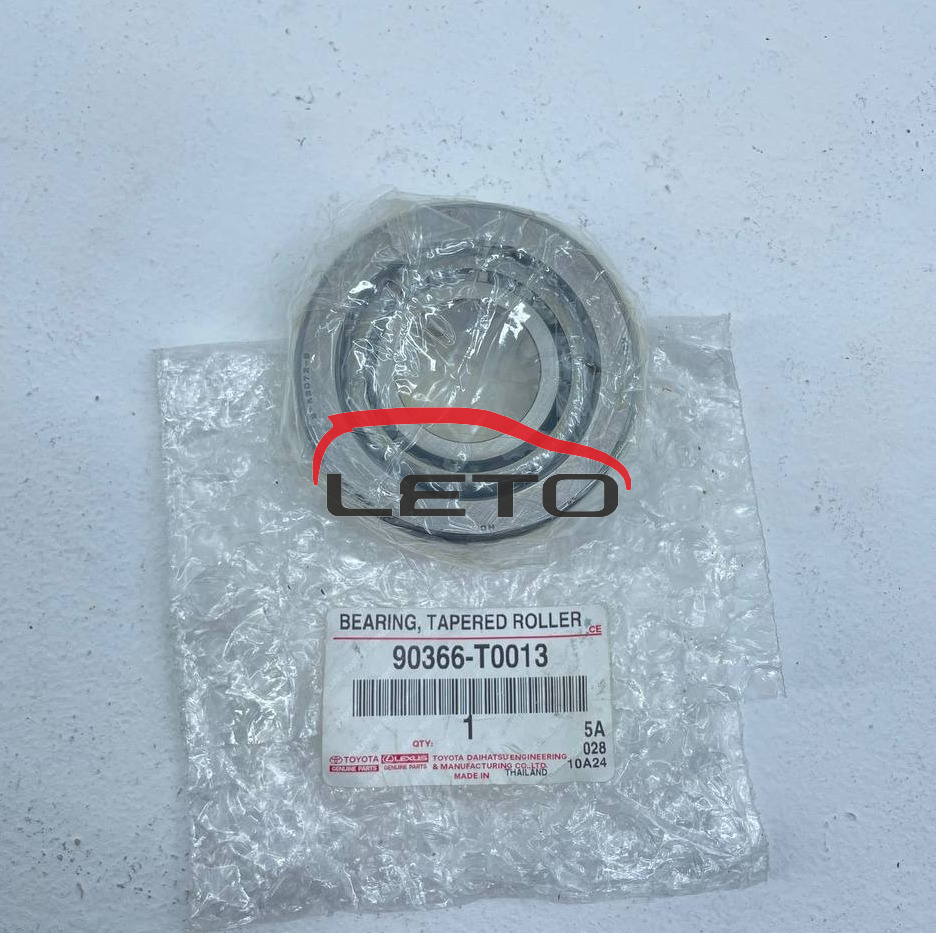 LETO
BEARING, TAPERED ROLLER
CE
90366-T0013
1
QTY:
5A
028
10A24
TOYOTA
GENUINE PARTS
LEXUS
GENUINE PARTS
TOYOTA DAIHATSU ENGINEERING
& MANUFACTURING CO.,LTD.
MADE IN THAILAND